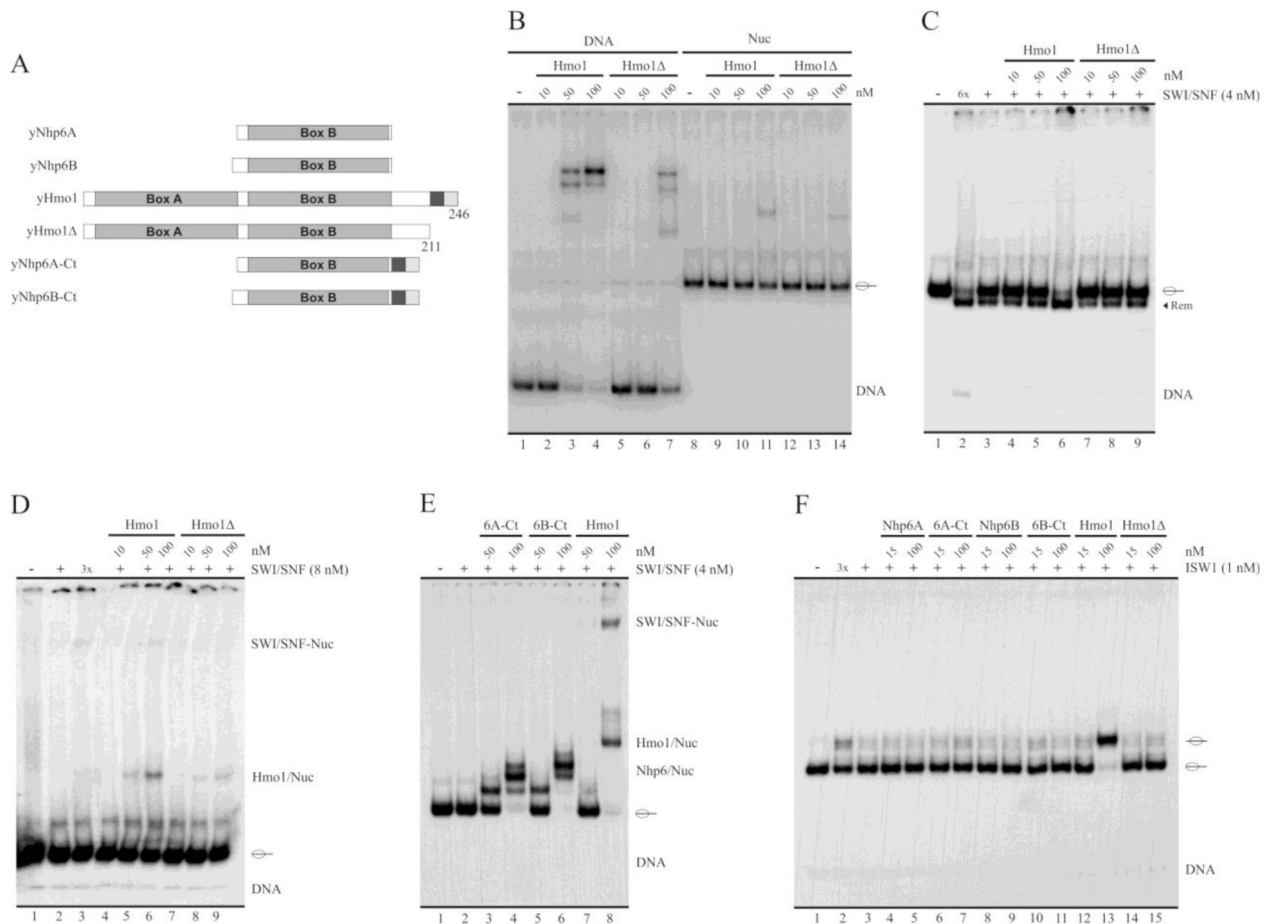 A
yNhp6A Box B
yNhp6B Box B
yHmo1 Box A Box B
246
yHmo1Δ Box A Box B
211
yNhp6A-Ct Box B
yNhp6B-Ct Box B
B
DNA Nuc
Hmo1 Hmo1Δ Hmo1 Hmo1Δ
- 10 50 100 10 50 100 - 10 50 100 10 50 100 nM
DNA
1 2 3 4 5 6 7 8 9 10 11 12 13 14
C
Hmo1 Hmo1Δ
10 50 100 10 50 100 nM
- 6x + + + + + + + SWI/SNF (4 nM)
Rem
DNA
1 2 3 4 5 6 7 8 9
D
Hmo1 Hmo1Δ
10 50 100 10 50 100 nM
- + 3x + + + + + + SWI/SNF (8 nM)
SWI/SNF-Nuc
Hmo1/Nuc
DNA
1 2 3 4 5 6 7 8 9
E
6A-Ct 6B-Ct Hmo1
50 100 50 100 50 100 nM
- + + + + + + + SWI/SNF (4 nM)
SWI/SNF-Nuc
Hmo1/Nuc
Nhp6/Nuc
DNA
1 2 3 4 5 6 7 8
F
Nhp6A 6A-Ct Nhp6B 6B-Ct Hmo1 Hmo1Δ
15 100 15 100 15 100 15 100 15 100 15 100 nM
- 3x + + + + + + + + + + + + + ISW1 (1 nM)
DNA
1 2 3 4 5 6 7 8 9 10 11 12 13 14 15